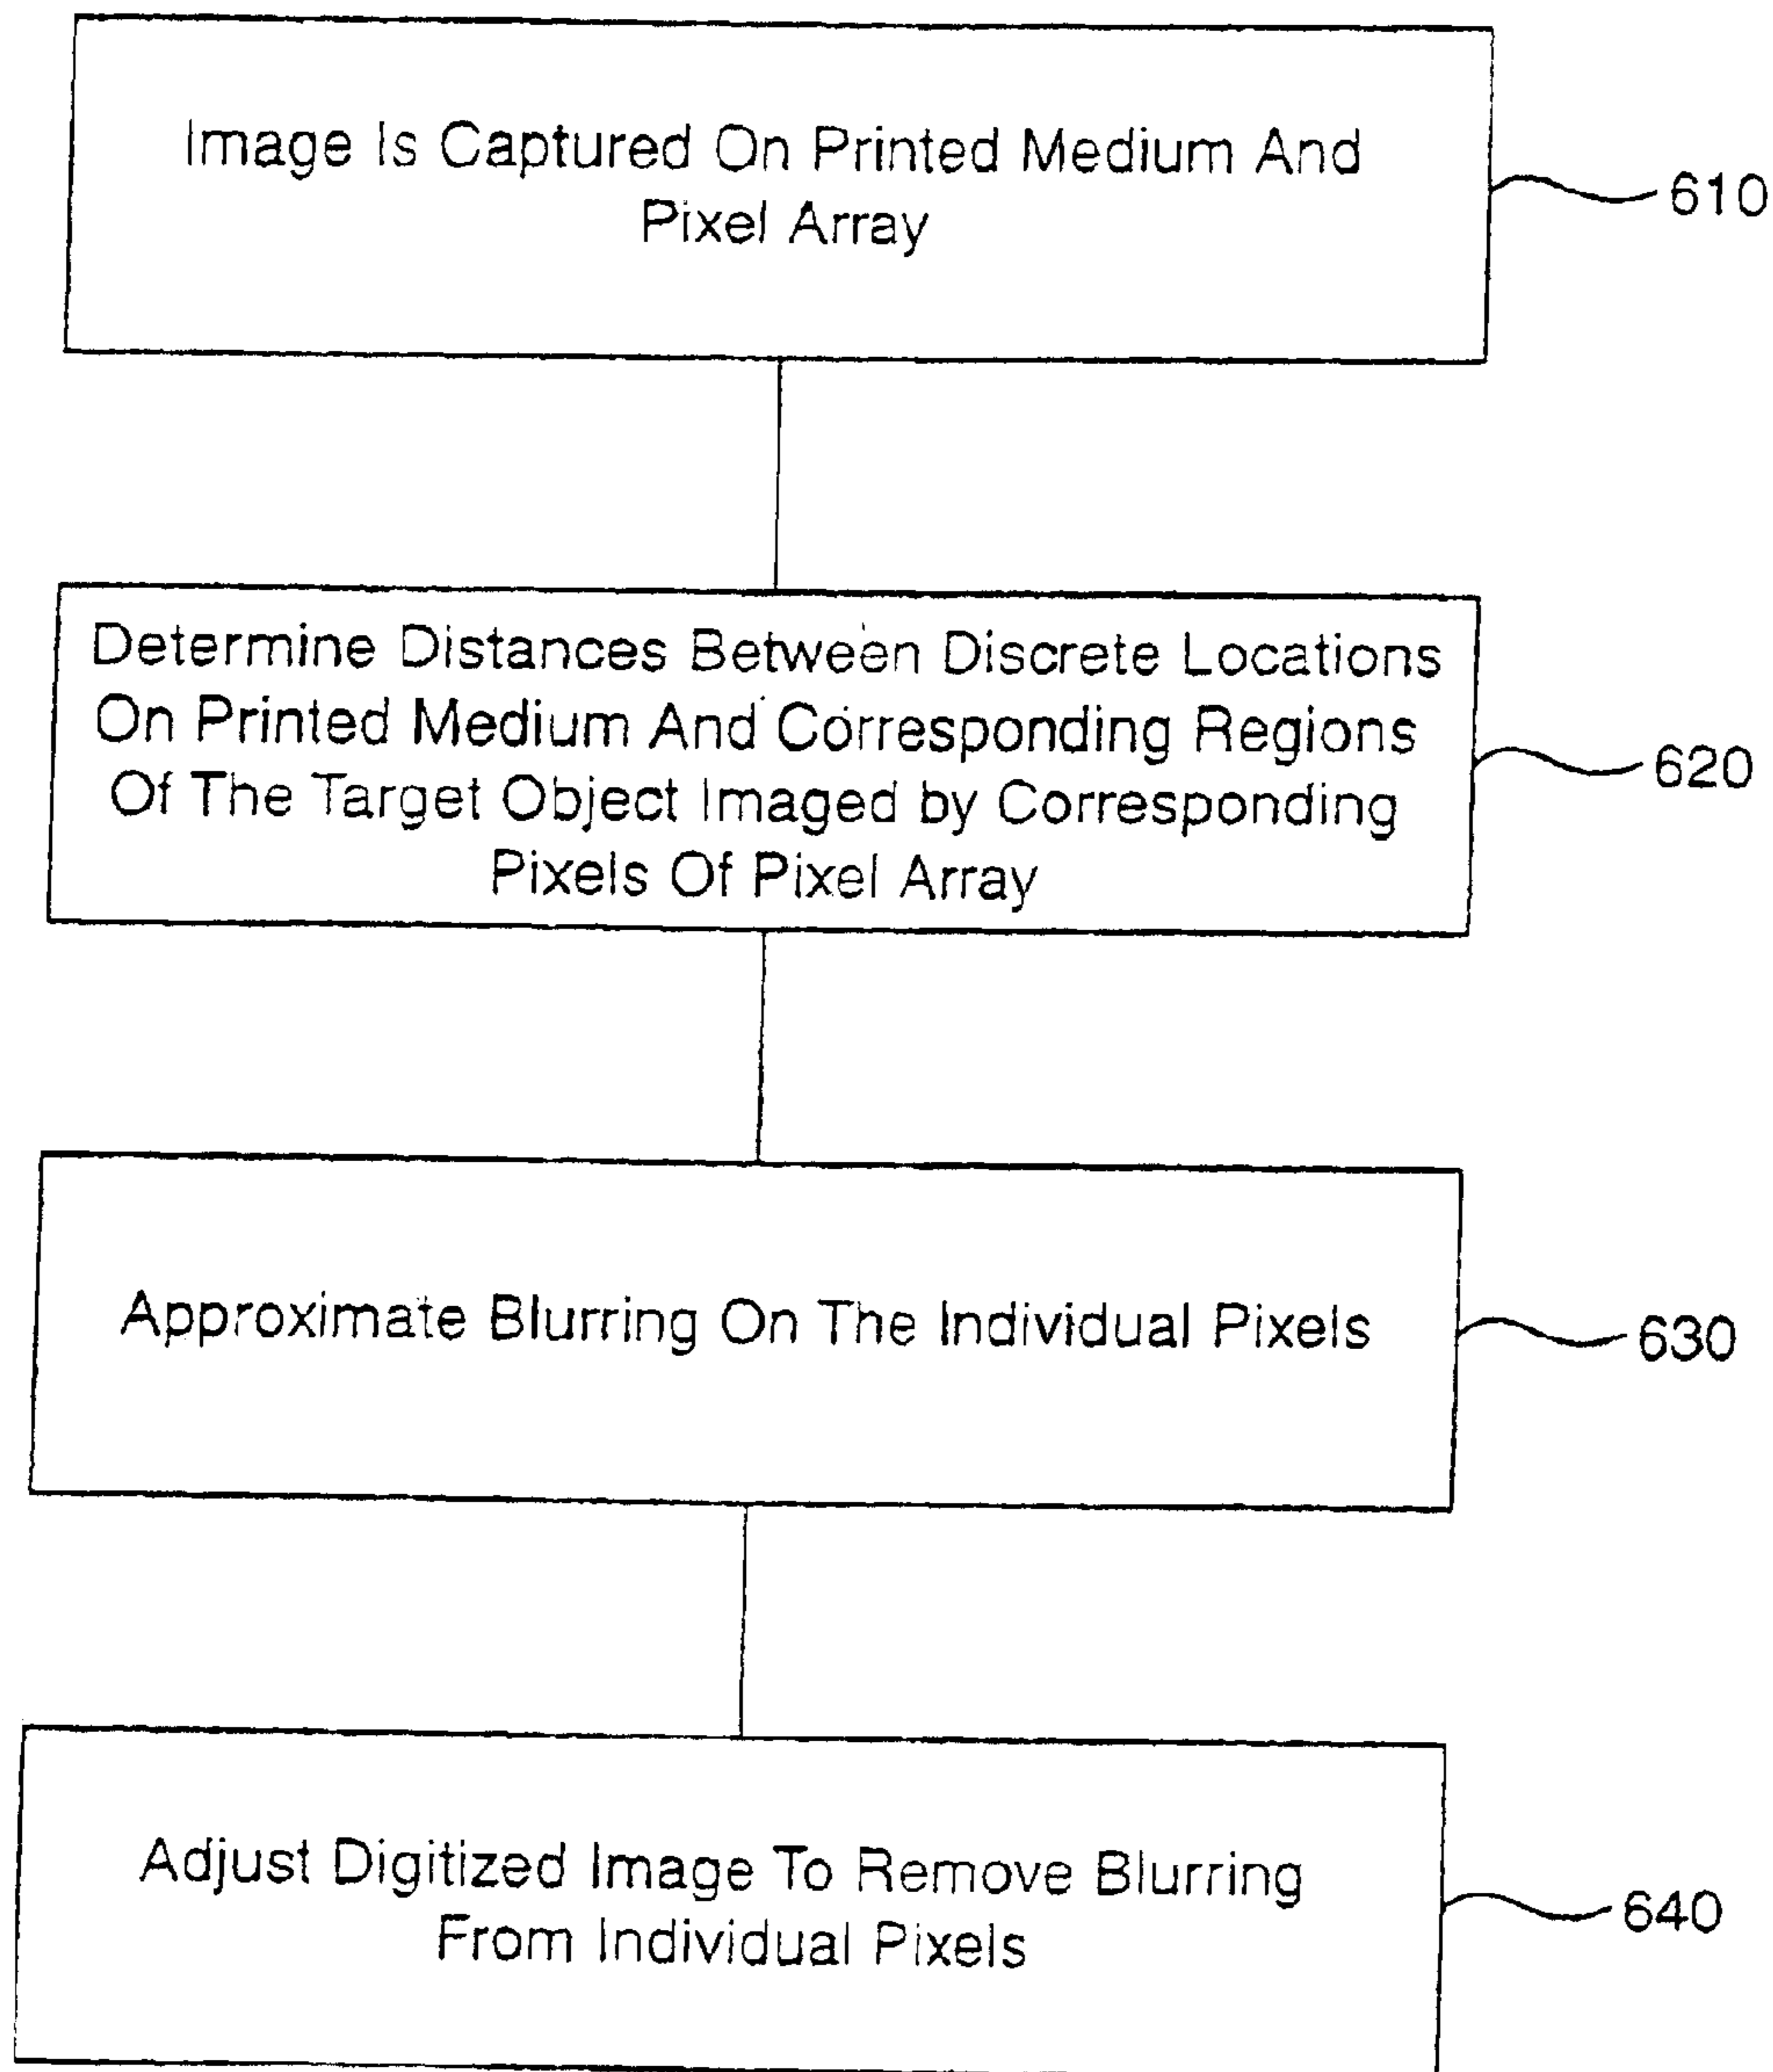 Image Is Captured On Printed Medium And
Pixel Array
610
Determine Distances Between Discrete Locations
On Printed Medium And Corresponding Regions
Of The Target Object Imaged by Corresponding
Pixels Of Pixel Array
620
Approximate Blurring On The Individual Pixels
630
Adjust Digitized Image To Remove Blurring
From Individual Pixels
640